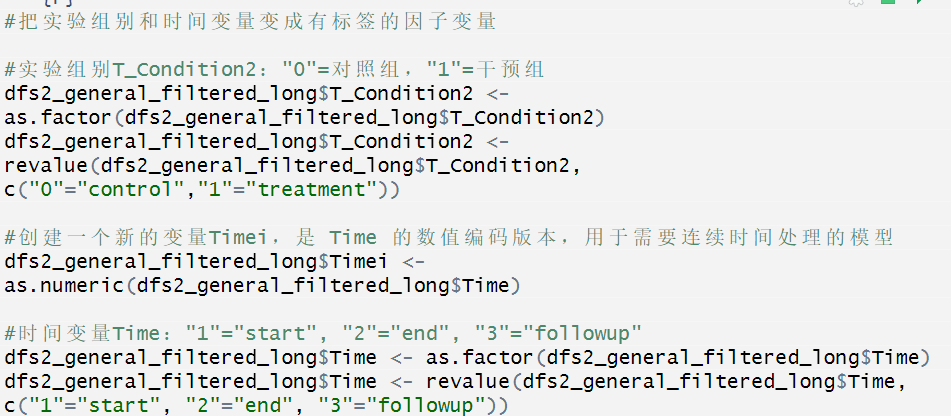 #把实验组别和时间变量变成有标签的因子变量
#实验组别T_Condition2："0"=对照组，"1"=干预组
dfs2_general_filtered_long$T_Condition2 <-
as.factor(dfs2_general_filtered_long$T_Condition2)
dfs2_general_filtered_long$T_Condition2 <-
revalue(dfs2_general_filtered_long$T_Condition2,
c("0"="control","1"="treatment"))
#创建一个新的变量Timei，是 Time 的数值编码版本，用于需要连续时间处理的模型
dfs2_general_filtered_long$Timei <-
as.numeric(dfs2_general_filtered_long$Time)
#时间变量Time："1"="start", "2"="end", "3"="followup"
dfs2_general_filtered_long$Time <- as.factor(dfs2_general_filtered_long$Time)
dfs2_general_filtered_long$Time <- revalue(dfs2_general_filtered_long$Time,
c("1"="start", "2"="end", "3"="followup"))